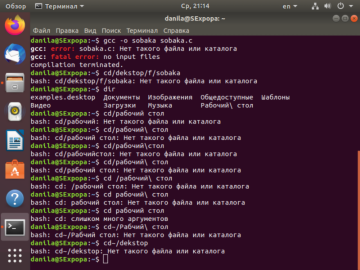 Обзор Ср, 21:14 en
danila@SExpopa: ~
Файл Правка Вид Поиск Терминал Справка
danila@SExpopa:~$ gcc -o sobaka sobaka.c
gcc: error: sobaka.c: Нет такого файла или каталога
gcc: fatal error: no input files
compilation terminated.
danila@SExpopa:~$ cd/dekstop/f/sobaka
bash: cd/dekstop/f/sobaka: Нет такого файла или каталога
danila@SExpopa:~$ dir
examples.desktop Документы Изображения Общедоступные Шаблоны
Видео Загрузки Музыка Рабочий\ стол
danila@SExpopa:~$ cd/рабочий стол
bash: cd/рабочий: Нет такого файла или каталога
danila@SExpopa:~$ cd/рабочий\ стол
bash: cd/рабочий стол: Нет такого файла или каталога
danila@SExpopa:~$ cd/рабочийстол
bash: cd/рабочийстол: Нет такого файла или каталога
danila@SExpopa:~$ cd/рабочий\ стол
bash: cd/рабочий стол: Нет такого файла или каталога
danila@SExpopa:~$ cd /рабочий\ стол
bash: cd: /рабочий стол: Нет такого файла или каталога
danila@SExpopa:~$ cd рабочий\ стол
bash: cd: рабочий стол: Нет такого файла или каталога
danila@SExpopa:~$ cd рабочий стол
bash: cd: слишком много аргументов
danila@SExpopa:~$ cd~/Рабчий\ стол
bash: cd~/Рабчий стол: Нет такого файла или каталога
danila@SExpopa:~$ cd~/dekstop
bash: cd~/dekstop: Нет такого файла или каталога
danila@SExpopa:~$